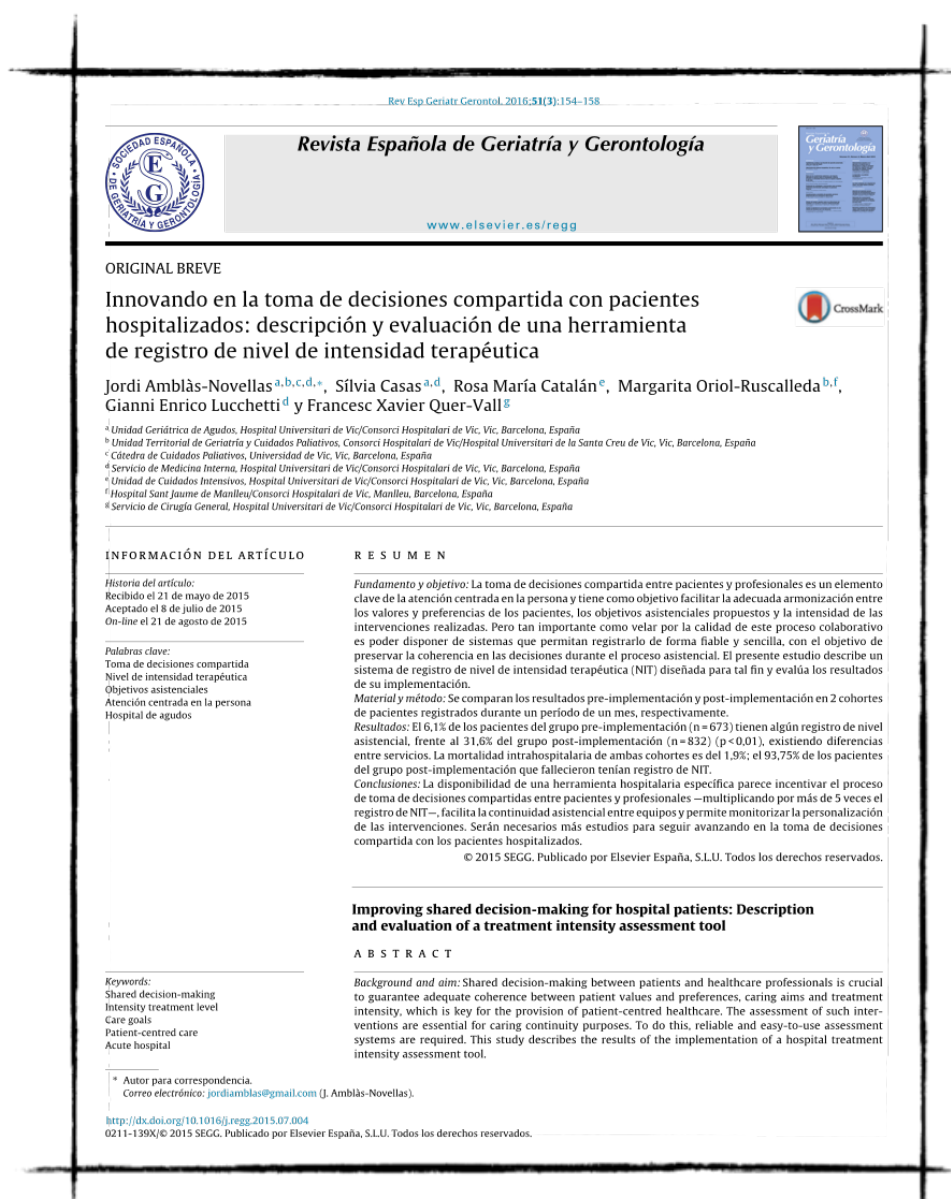 Rev Esp Geriatr Gerontol. 2016;51(3):154–158
SOCIEDAD ESPAÑOLA
DE GERIATRÍA Y GERONTOLOGÍA
S E G G
Revista Española de Geriatría y Gerontología
www.elsevier.es/regg
Geriatría
y Gerontología
ORIGINAL BREVE
Innovando en la toma de decisiones compartida con pacientes
hospitalizados: descripción y evaluación de una herramienta
de registro de nivel de intensidad terapéutica
CrossMark
Jordi Amblàs-Novellas a,b,c,d,*, Sílvia Casas a,d, Rosa María Catalán e, Margarita Oriol-Ruscalleda b,f,
Gianni Enrico Lucchetti d y Francesc Xavier Quer-Vall g
a Unidad Geriátrica de Agudos, Hospital Universitari de Vic/Consorci Hospitalari de Vic, Vic, Barcelona, España
b Unidad Territorial de Geriatría y Cuidados Paliativos, Consorci Hospitalari de Vic/Hospital Universitari de la Santa Creu de Vic, Vic, Barcelona, España
c Cátedra de Cuidados Paliativos, Universidad de Vic, Vic, Barcelona, España
d Servicio de Medicina Interna, Hospital Universitari de Vic/Consorci Hospitalari de Vic, Vic, Barcelona, España
e Unidad de Cuidados Intensivos, Hospital Universitari de Vic/Consorci Hospitalari de Vic, Vic, Barcelona, España
f Hospital Sant Jaume de Manlleu/Consorci Hospitalari de Vic, Manlleu, Barcelona, España
g Servicio de Cirugía General, Hospital Universitari de Vic/Consorci Hospitalari de Vic, Vic, Barcelona, España
INFORMACIÓN DEL ARTÍCULO
Historia del artículo:
Recibido el 21 de mayo de 2015
Aceptado el 8 de julio de 2015
On-line el 21 de agosto de 2015
Palabras clave:
Toma de decisiones compartida
Nivel de intensidad terapéutica
Objetivos asistenciales
Atención centrada en la persona
Hospital de agudos
RESUMEN
Fundamento y objetivo: La toma de decisiones compartida entre pacientes y profesionales es un elemento
clave de la atención centrada en la persona y tiene como objetivo facilitar la adecuada armonización entre
los valores y preferencias de los pacientes, los objetivos asistenciales propuestos y la intensidad de las
intervenciones realizadas. Pero tan importante como velar por la calidad de este proceso colaborativo
es poder disponer de sistemas que permitan registrarlo de forma fiable y sencilla, con el objetivo de
preservar la coherencia en las decisiones durante el proceso asistencial. El presente estudio describe un
sistema de registro de nivel de intensidad terapéutica (NIT) diseñada para tal fin y evalúa los resultados
de su implementación.
Material y método: Se comparan los resultados pre-implementación y post-implementación en 2 cohortes
de pacientes registrados durante un período de un mes, respectivamente.
Resultados: El 6,1% de los pacientes del grupo pre-implementación (n = 673) tienen algún registro de nivel
asistencial, frente al 31,6% del grupo post-implementación (n = 832) (p < 0,01), existiendo diferencias
entre servicios. La mortalidad intrahospitalaria de ambas cohortes es del 1,9%; el 93,75% de los pacientes
del grupo post-implementación que fallecieron tenían registro de NIT.
Conclusiones: La disponibilidad de una herramienta hospitalaria específica parece incentivar el proceso
de toma de decisiones compartidas entre pacientes y profesionales —multiplicando por más de 5 veces el
registro de NIT—, facilita la continuidad asistencial entre equipos y permite monitorizar la personalización
de las intervenciones. Serán necesarios más estudios para seguir avanzando en la toma de decisiones
compartida con los pacientes hospitalizados.
© 2015 SEGG. Publicado por Elsevier España, S.L.U. Todos los derechos reservados.
Improving shared decision-making for hospital patients: Description
and evaluation of a treatment intensity assessment tool
ABSTRACT
Keywords:
Shared decision-making
Intensity treatment level
Care goals
Patient-centred care
Acute hospital
Background and aim: Shared decision-making between patients and healthcare professionals is crucial
to guarantee adequate coherence between patient values and preferences, caring aims and treatment
intensity, which is key for the provision of patient-centred healthcare. The assessment of such inter-
ventions are essential for caring continuity purposes. To do this, reliable and easy-to-use assessment
systems are required. This study describes the results of the implementation of a hospital treatment
intensity assessment tool.
* Autor para correspondencia.
Correo electrónico: jordiamblas@gmail.com (J. Amblàs-Novellas).
http://dx.doi.org/10.1016/j.regg.2015.07.004
0211-139X/© 2015 SEGG. Publicado por Elsevier España, S.L.U. Todos los derechos reservados.